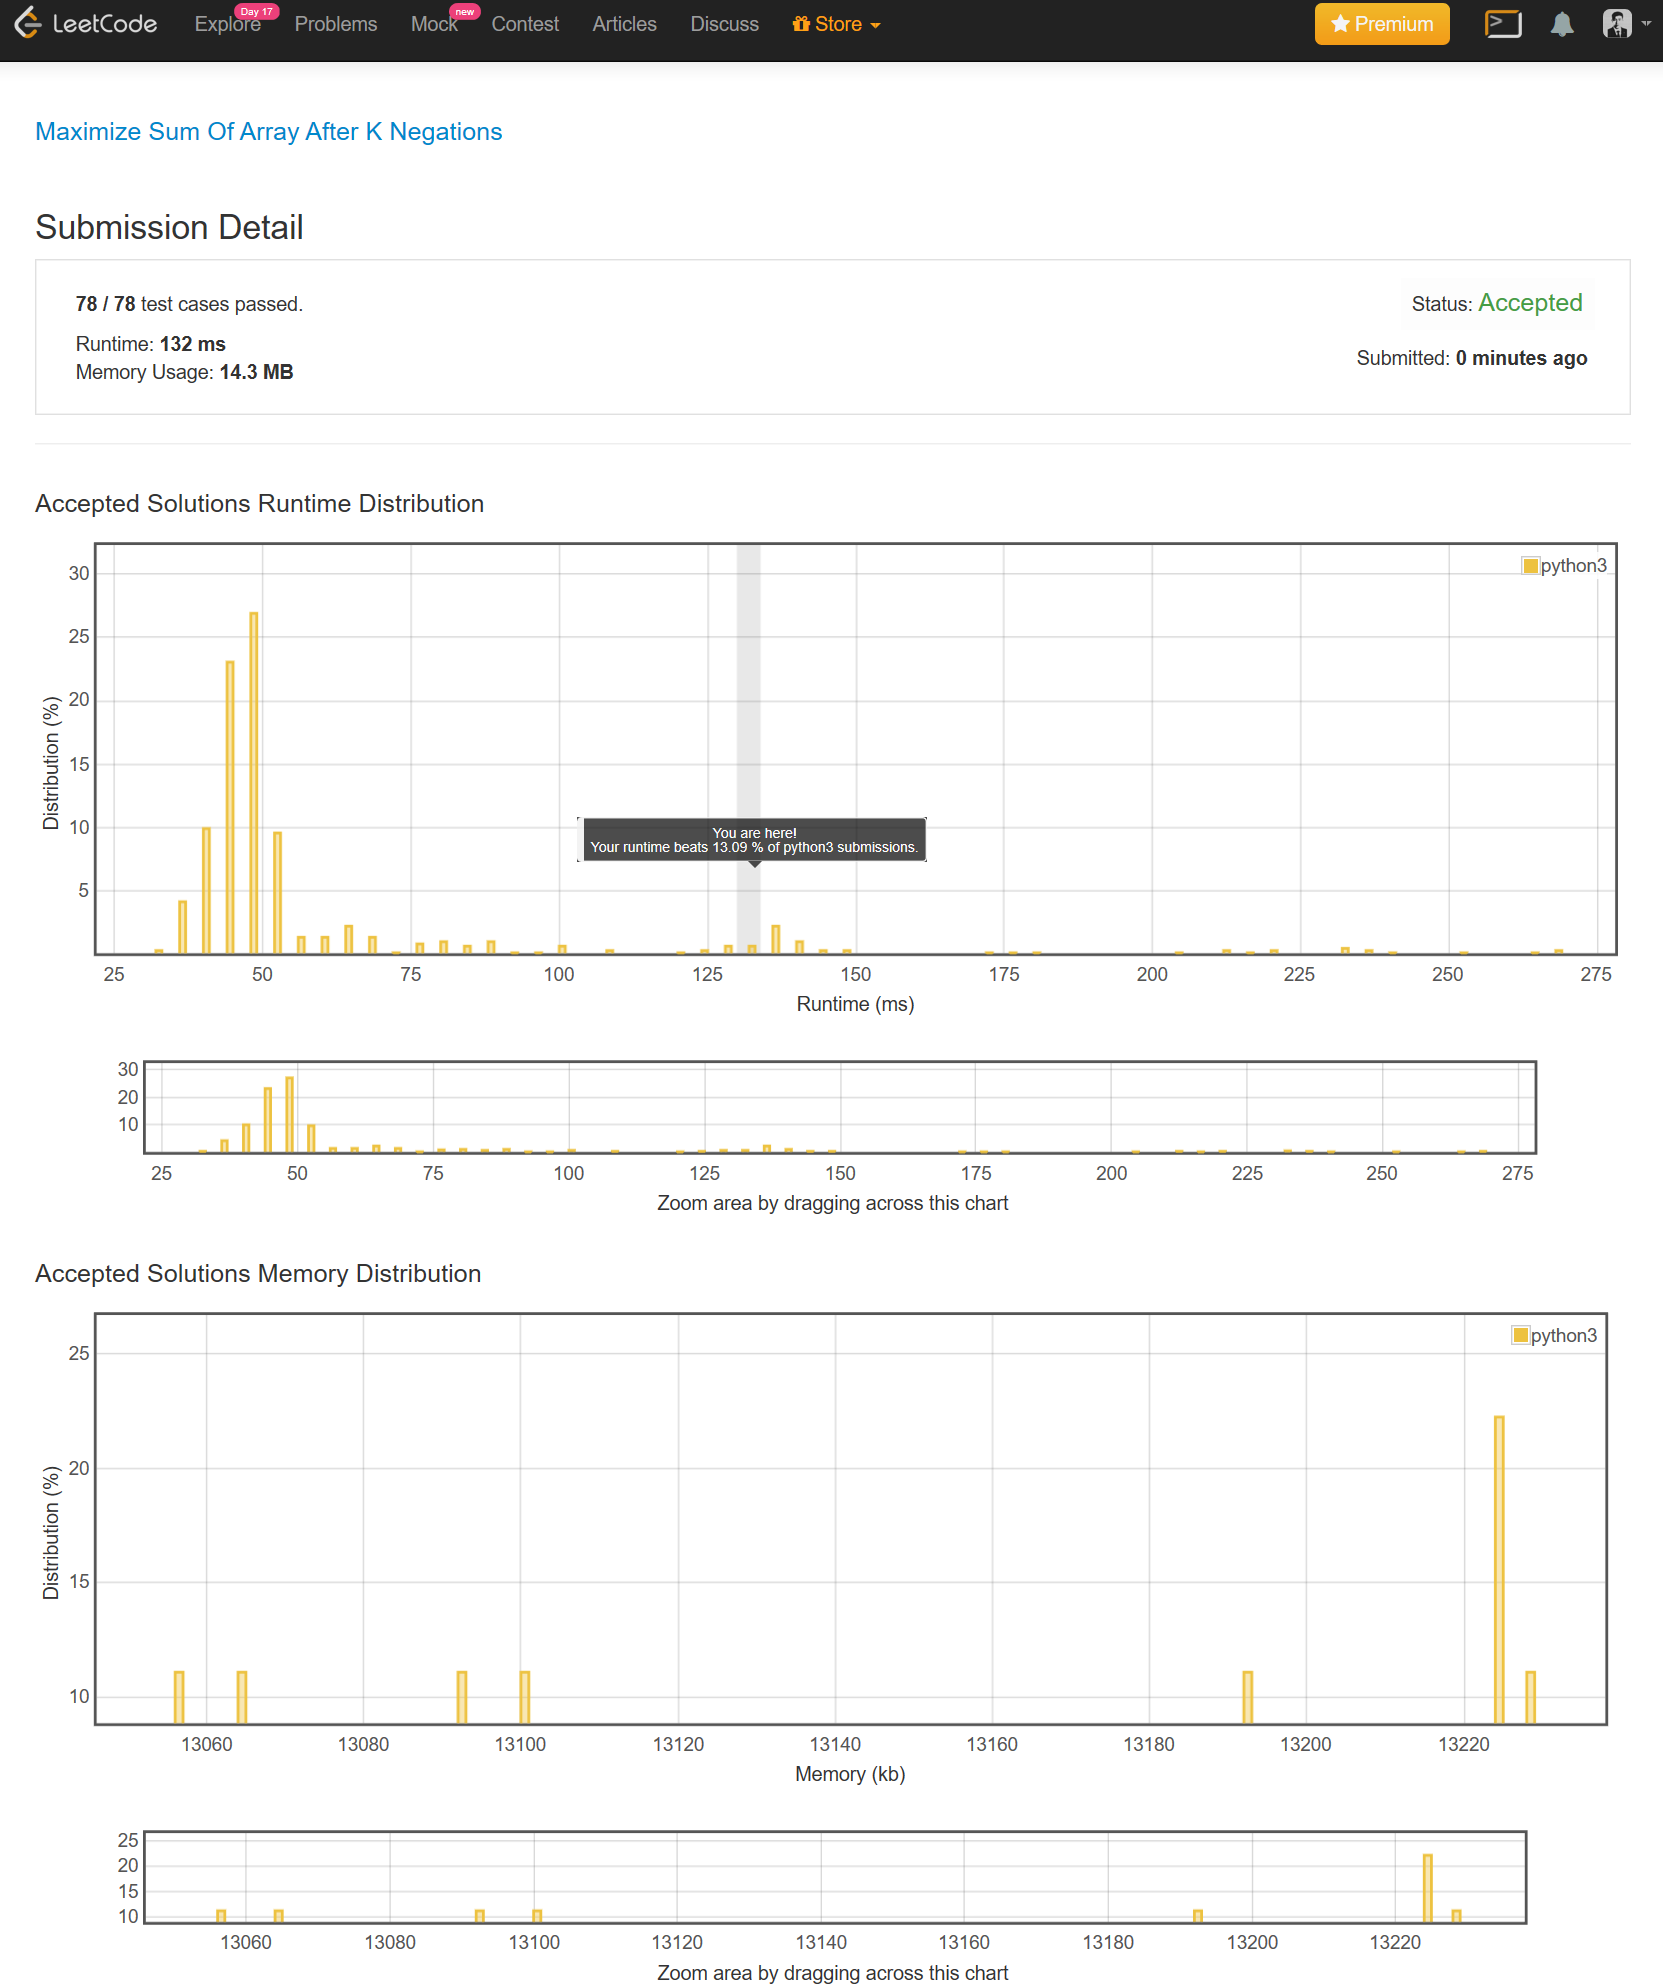 LeetCode Explore Day 17 Problems Mock new Contest Articles Discuss Store Premium
Maximize Sum Of Array After K Negations
Submission Detail
78 / 78 test cases passed.
Status: Accepted
Runtime: 132 ms
Submitted: 0 minutes ago
Memory Usage: 14.3 MB
Accepted Solutions Runtime Distribution
python3
30
25
20
15
10
5
Distribution (%)
You are here!
Your runtime beats 13.09 % of python3 submissions.
25 50 75 100 125 150 175 200 225 250 275
Runtime (ms)
30
20
10
25 50 75 100 125 150 175 200 225 250 275
Zoom area by dragging across this chart
Accepted Solutions Memory Distribution
python3
25
20
15
10
Distribution (%)
13060 13080 13100 13120 13140 13160 13180 13200 13220
Memory (kb)
25
20
15
10
13060 13080 13100 13120 13140 13160 13180 13200 13220
Zoom area by dragging across this chart